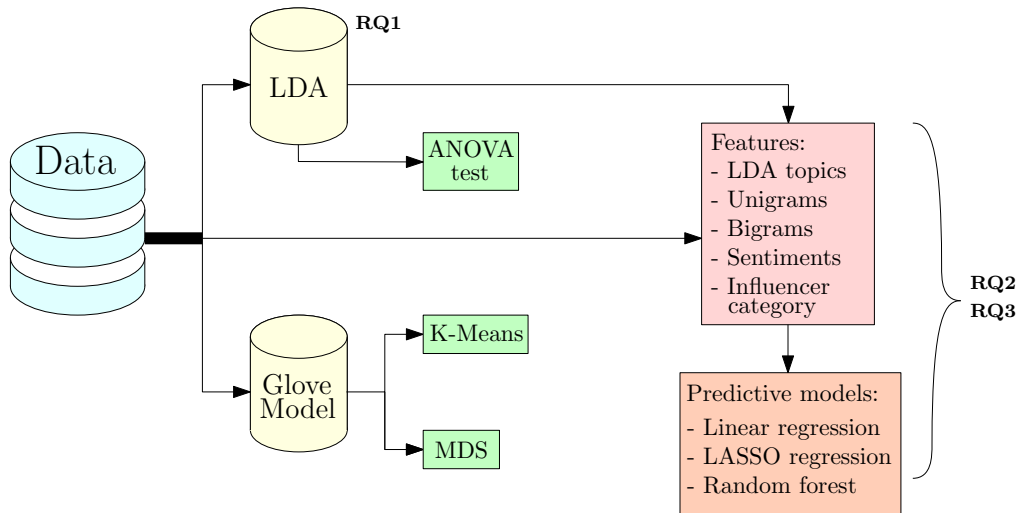 RQ1
LDA
Data
ANOVA
test
Features:
- LDA topics
- Unigrams
- Bigrams
- Sentiments
- Influencer
category
RQ2
RQ3
K-Means
Glove
Model
MDS
Predictive models:
- Linear regression
- LASSO regression
- Random forest